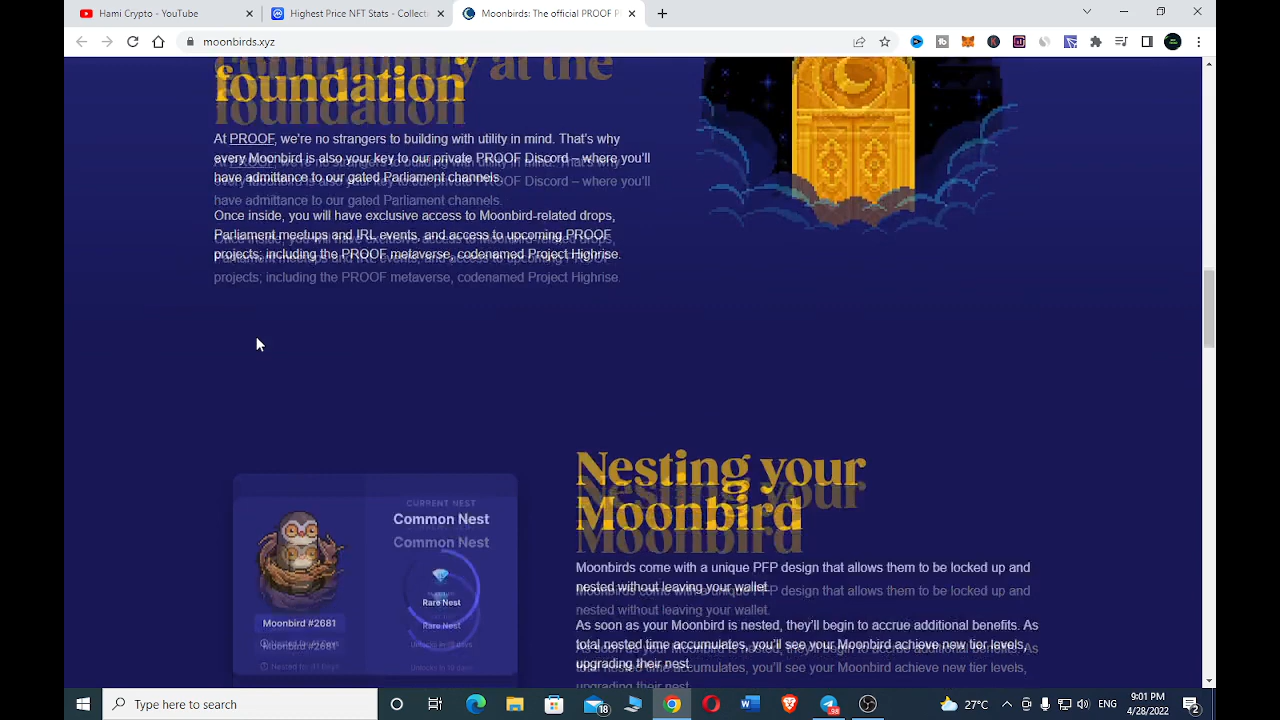 Hami Crypto - YouTube
Highest Price NFT Stats - Collecti
Moonbirds: The official PROOF P
moonbirds.xyz
community at the
foundation
At PROOF, we're no strangers to building with utility in mind. That's why
every Moonbird is also your key to our private PROOF Discord – where you'll
have admittance to our gated Parliament channels.
Once inside, you will have exclusive access to Moonbird-related drops,
Parliament meetups and IRL events, and access to upcoming PROOF
projects; including the PROOF metaverse, codenamed Project Highrise.
CURRENT NEST
Common Nest
Rare Nest
Moonbird #2681
Nesting your
Moonbird
Moonbirds come with a unique PFP design that allows them to be locked up and
nested without leaving your wallet.
As soon as your Moonbird is nested, they'll begin to accrue additional benefits. As
total nested time accumulates, you'll see your Moonbird achieve new tier levels,
upgrading their nest.
Type here to search
18
98
27°C
9:01 PM
4/28/2022
2